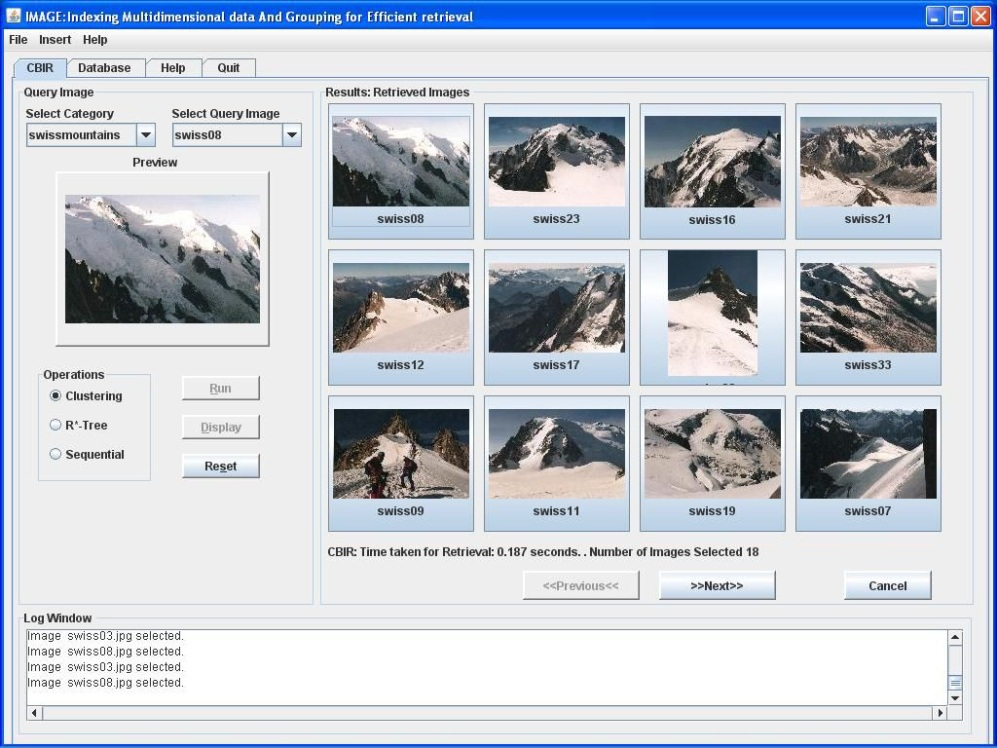 IMAGE:Indexing Multidimensional data And Grouping for Efficient retrieval
File Insert Help
CBIR Database Help Quit
Query Image
Select Category Select Query Image
swissmountains swiss08
Preview
Operations
Clustering
R*-Tree
Sequential
Run
Display
Reset
Results: Retrieved Images
swiss08 swiss23 swiss16 swiss21
swiss12 swiss17 swiss33
swiss09 swiss11 swiss19 swiss07
CBIR: Time taken for Retrieval: 0.187 seconds. . Number of Images Selected 18
<<Previous<< >>Next>> Cancel
Log Window
Image swiss03.jpg selected.
Image swiss08.jpg selected.
Image swiss03.jpg selected.
Image swiss08.jpg selected.